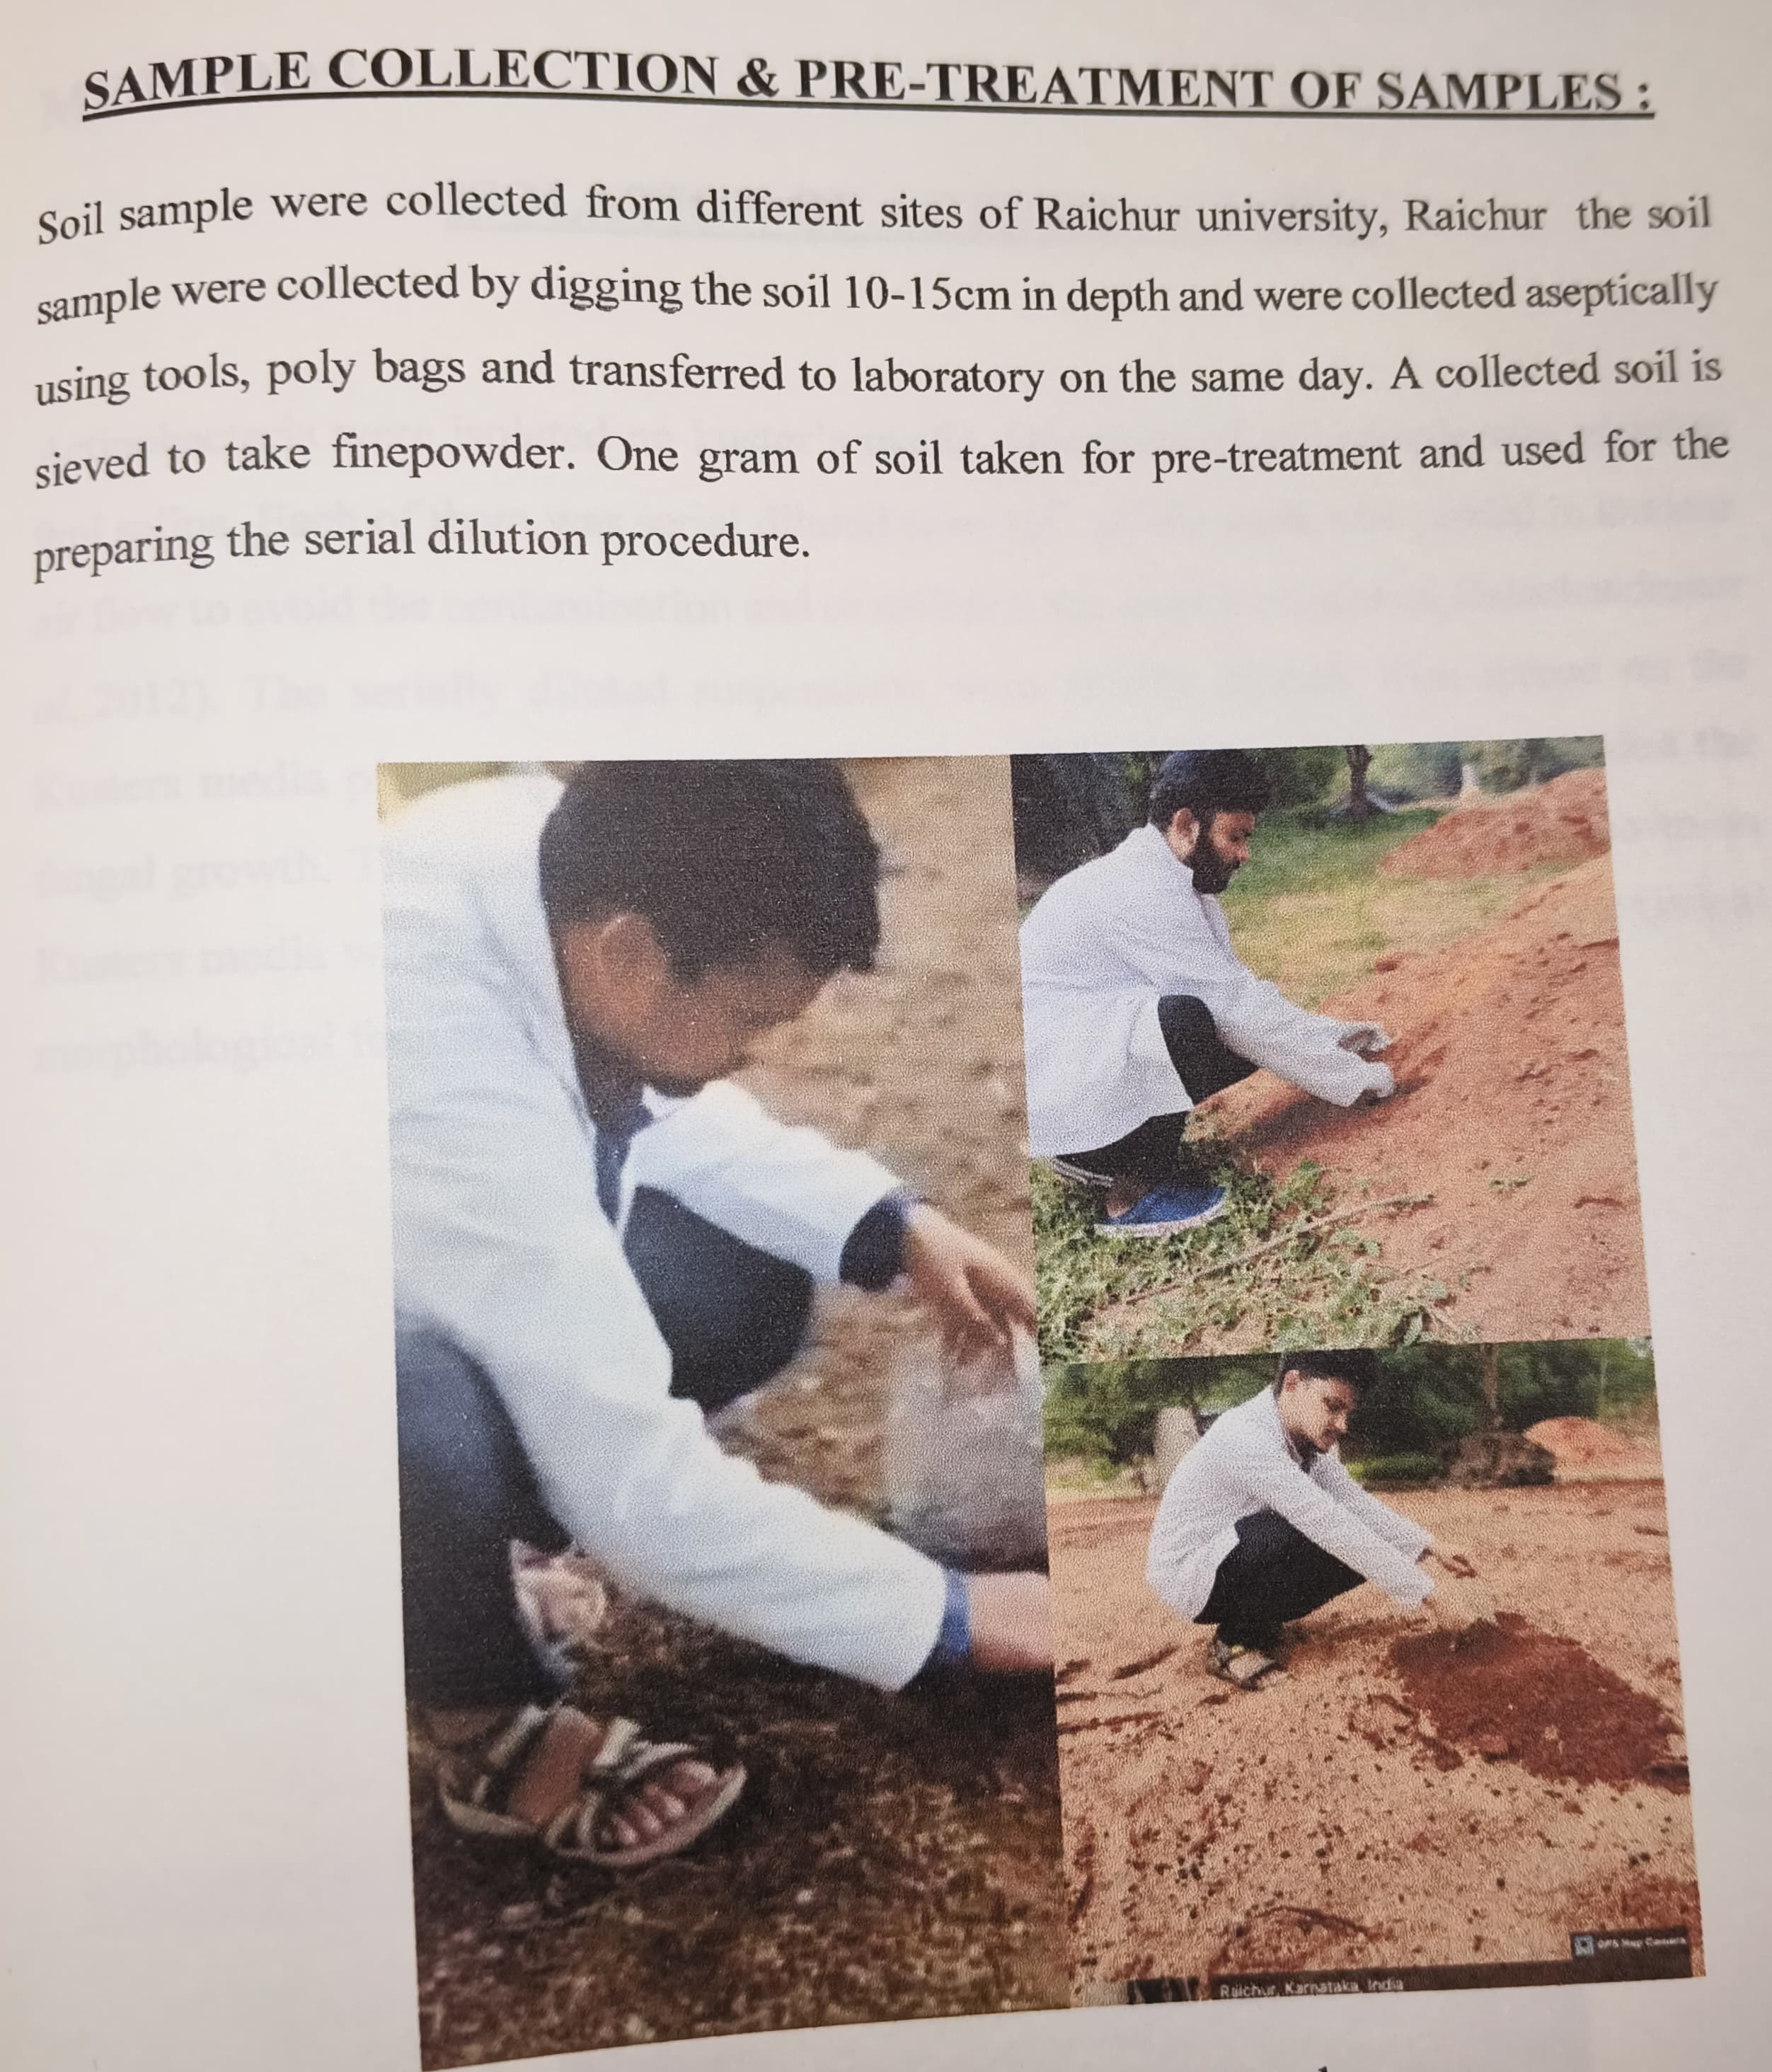 SAMPLE COLLECTION & PRE-TREATMENT OF SAMPLES :
Soil sample were collected from different sites of Raichur university, Raichur the soil
sample were collected by digging the soil 10-15cm in depth and were collected aseptically
using tools, poly bags and transferred to laboratory on the same day. A collected soil is
sieved to take finepowder. One gram of soil taken for pre-treatment and used for the
preparing the serial dilution procedure.
GPS Map Camera
Raichur, Karnataka, India